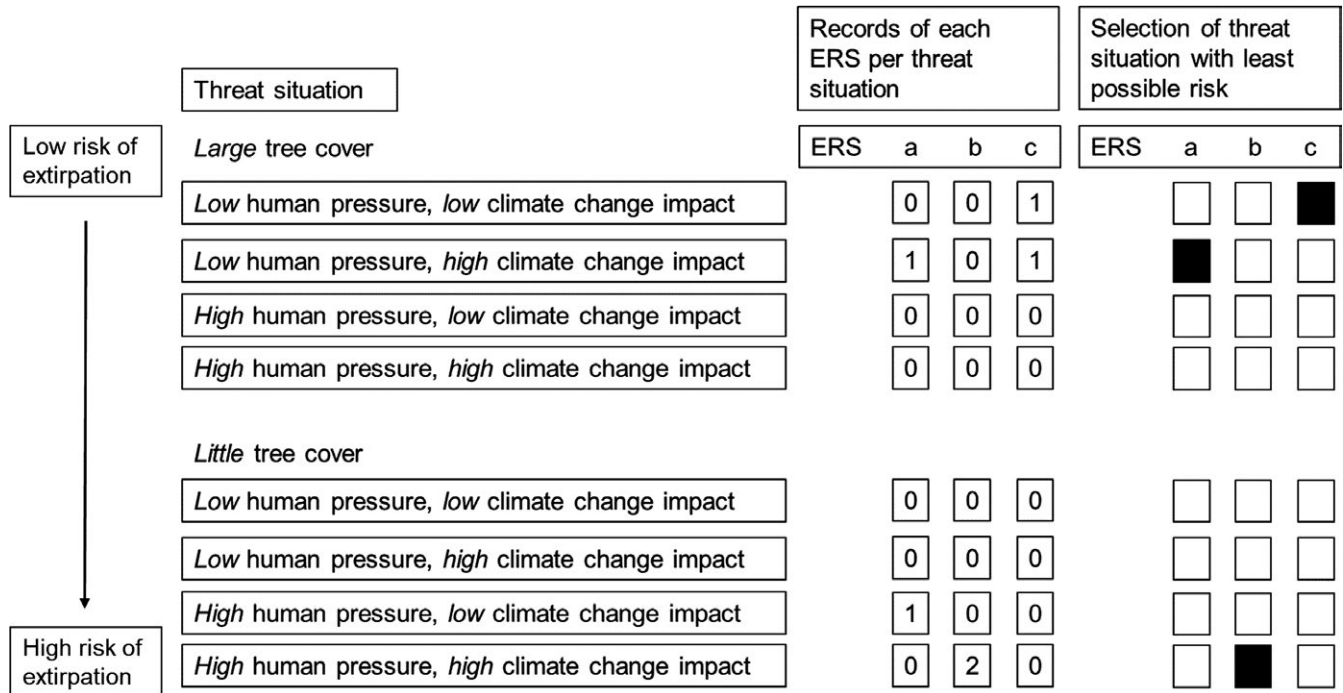 Records of each
ERS per threat
situation
Selection of threat
situation with least
possible risk
Threat situation
Low risk of
extirpation
Large tree cover
ERS a b c
ERS a b c
Low human pressure, low climate change impact
0 0 1
Low human pressure, high climate change impact
1 0 1
High human pressure, low climate change impact
0 0 0
High human pressure, high climate change impact
0 0 0
Little tree cover
Low human pressure, low climate change impact
0 0 0
Low human pressure, high climate change impact
0 0 0
High human pressure, low climate change impact
1 0 0
High risk of
extirpation
High human pressure, high climate change impact
0 2 0